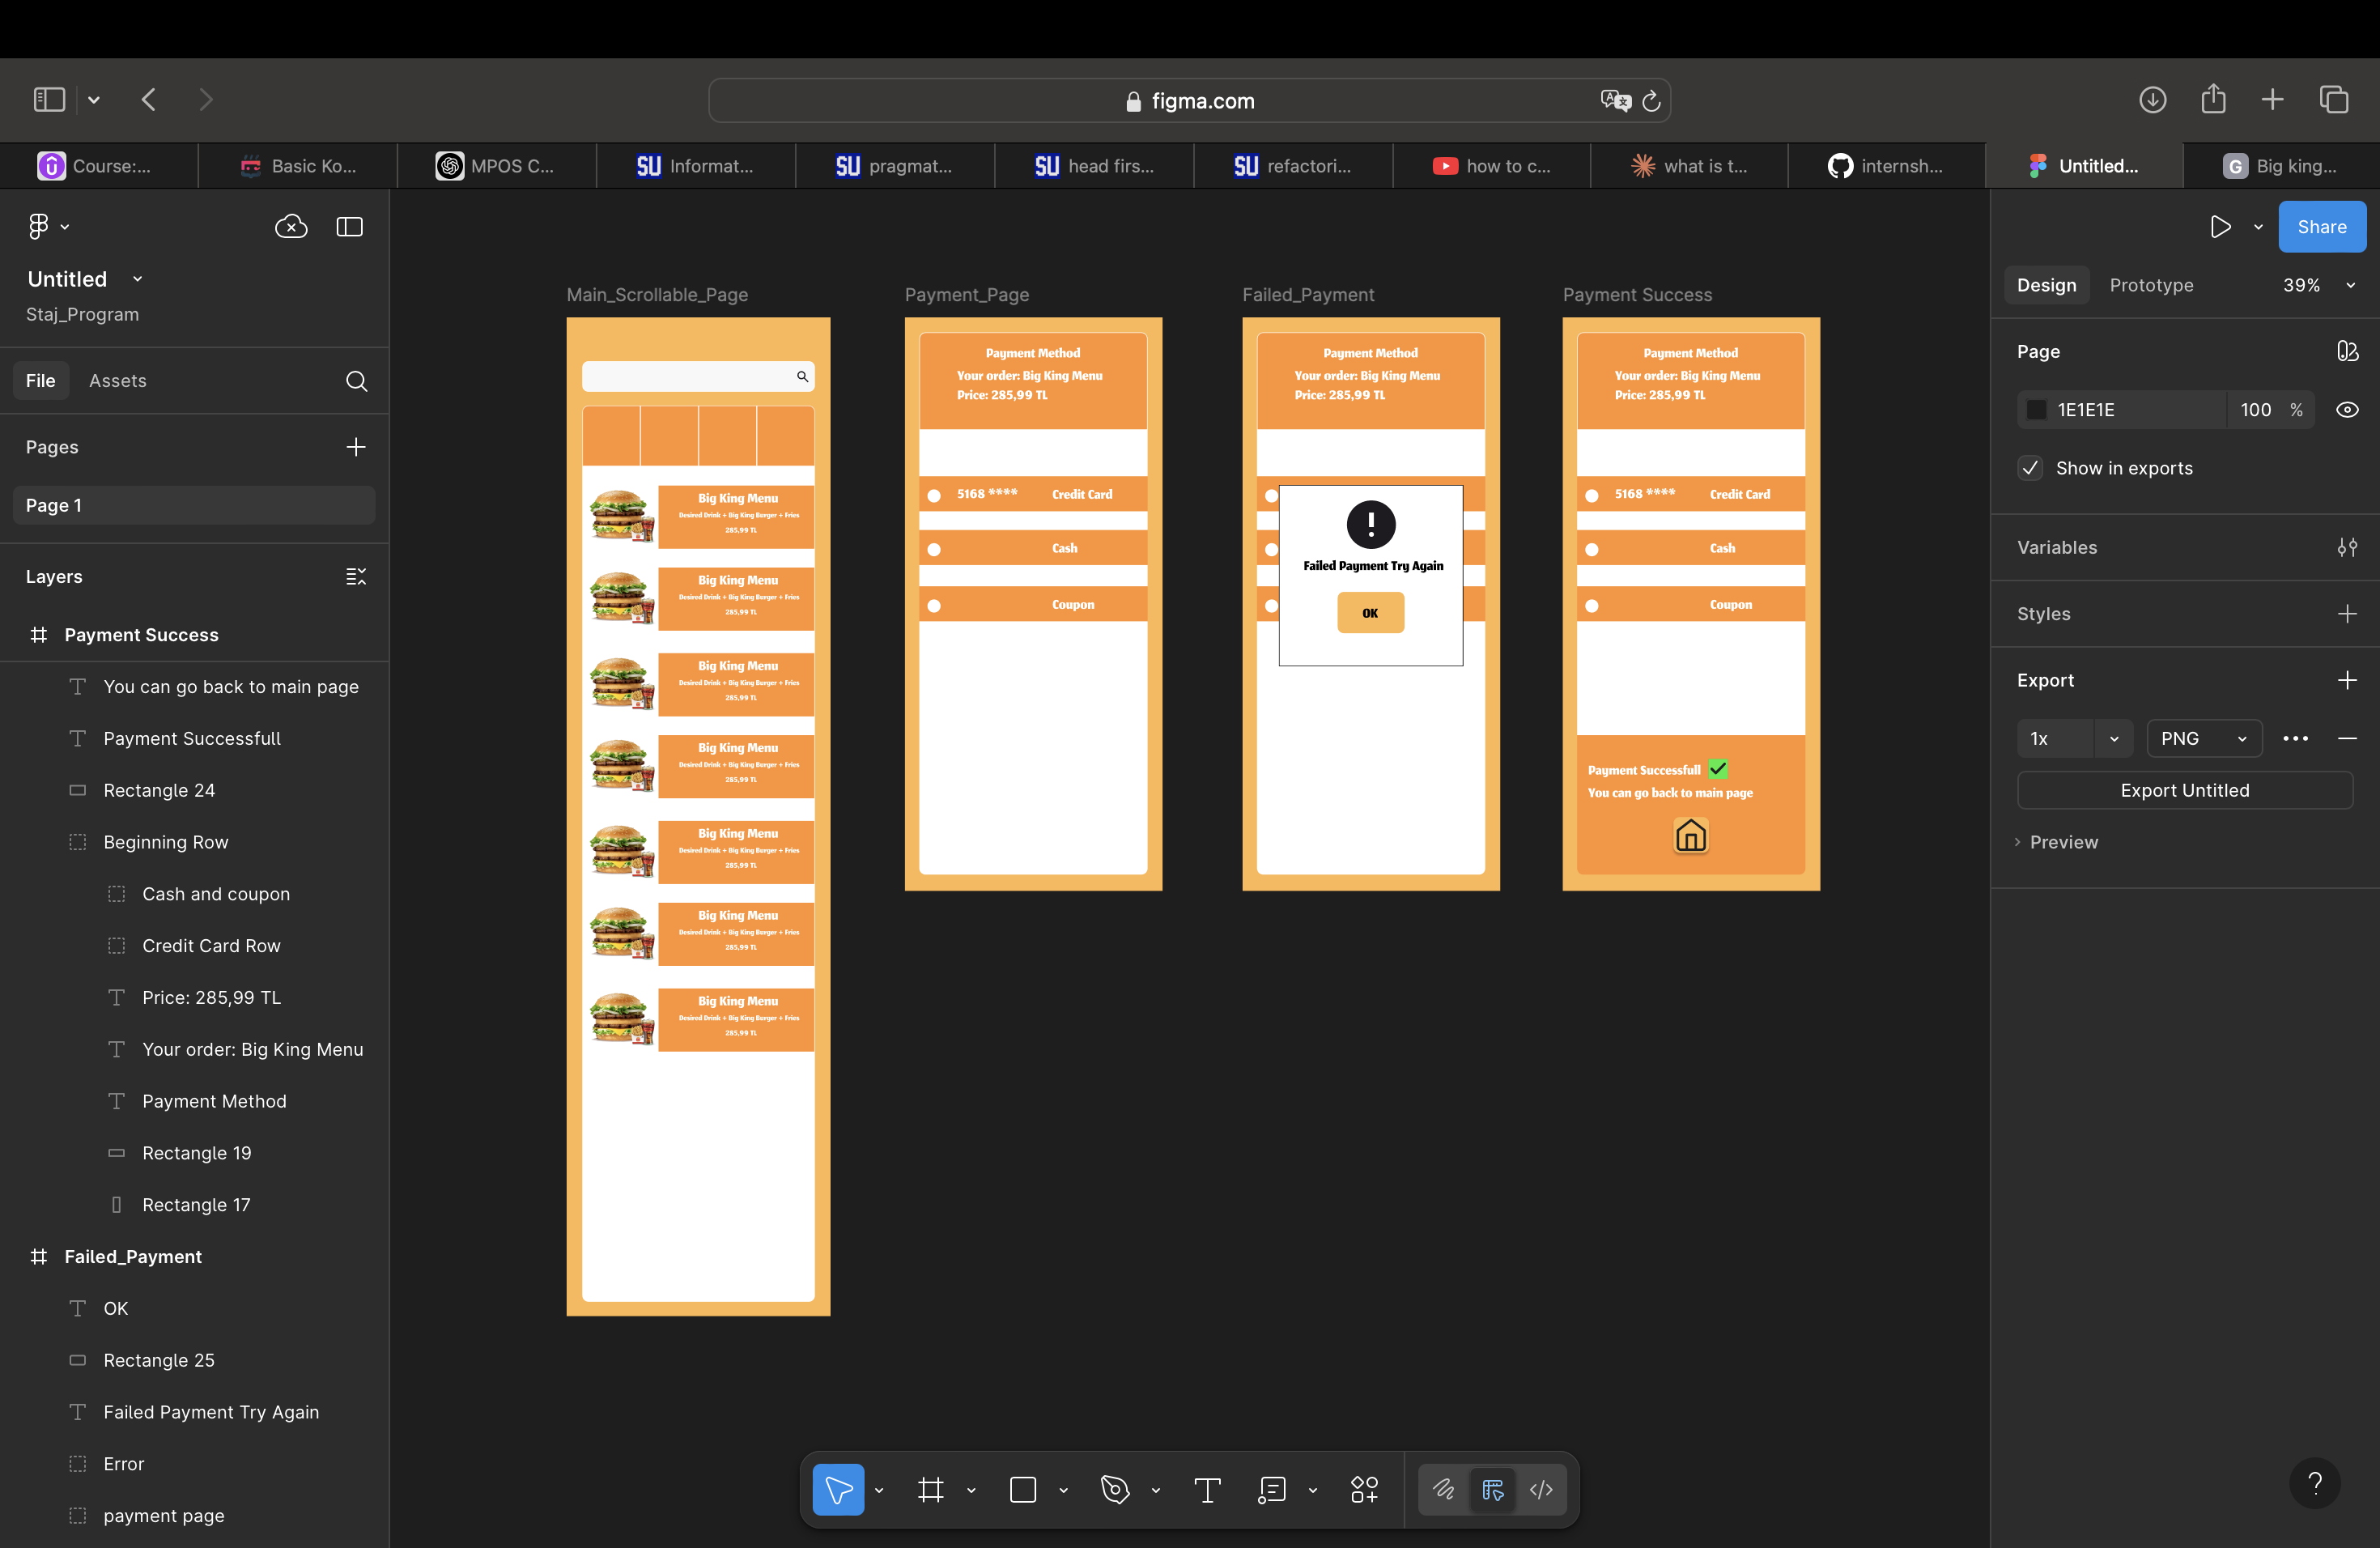 figma.com
Course:...
Basic Ko...
MPOS C...
SU Informat...
SU pragmat...
SU head firs...
SU refactori...
how to c...
what is t...
internsh...
Untitled...
G Big king...
Untitled
Staj_Program
File Assets
Pages
Page 1
Layers
Payment Success
You can go back to main page
Payment Successfull
Rectangle 24
Beginning Row
Cash and coupon
Credit Card Row
Price: 285,99 TL
Your order: Big King Menu
Payment Method
Rectangle 19
Rectangle 17
Failed_Payment
OK
Rectangle 25
Failed Payment Try Again
Error
payment page
Main_Scrollable_Page
Big King Menu
Desired Drink + Big King Burger + Fries
285,99 TL
Big King Menu
Desired Drink + Big King Burger + Fries
285,99 TL
Big King Menu
Desired Drink + Big King Burger + Fries
285,99 TL
Big King Menu
Desired Drink + Big King Burger + Fries
285,99 TL
Big King Menu
Desired Drink + Big King Burger + Fries
285,99 TL
Big King Menu
Desired Drink + Big King Burger + Fries
285,99 TL
Big King Menu
Desired Drink + Big King Burger + Fries
285,99 TL
Payment_Page
Payment Method
Your order: Big King Menu
Price: 285,99 TL
5168 **** Credit Card
Cash
Coupon
Failed_Payment
Payment Method
Your order: Big King Menu
Price: 285,99 TL
!
Failed Payment Try Again
OK
Payment Success
Payment Method
Your order: Big King Menu
Price: 285,99 TL
5168 **** Credit Card
Cash
Coupon
Payment Successfull
You can go back to main page
Share
Design Prototype 39%
Page
1E1E1E 100 %
Show in exports
Variables
Styles
Export
1x PNG
Export Untitled
Preview
?